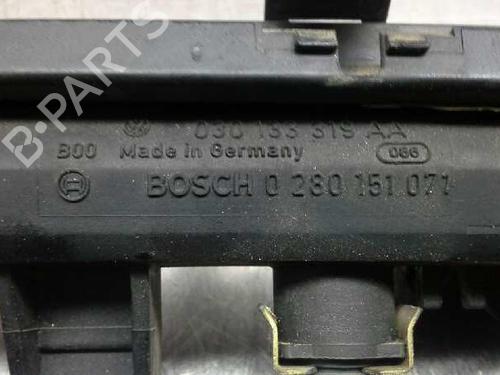 B-PARTS
030 133 319 AA
B00 Made in Germany 066
BOSCH 0 280 151 071